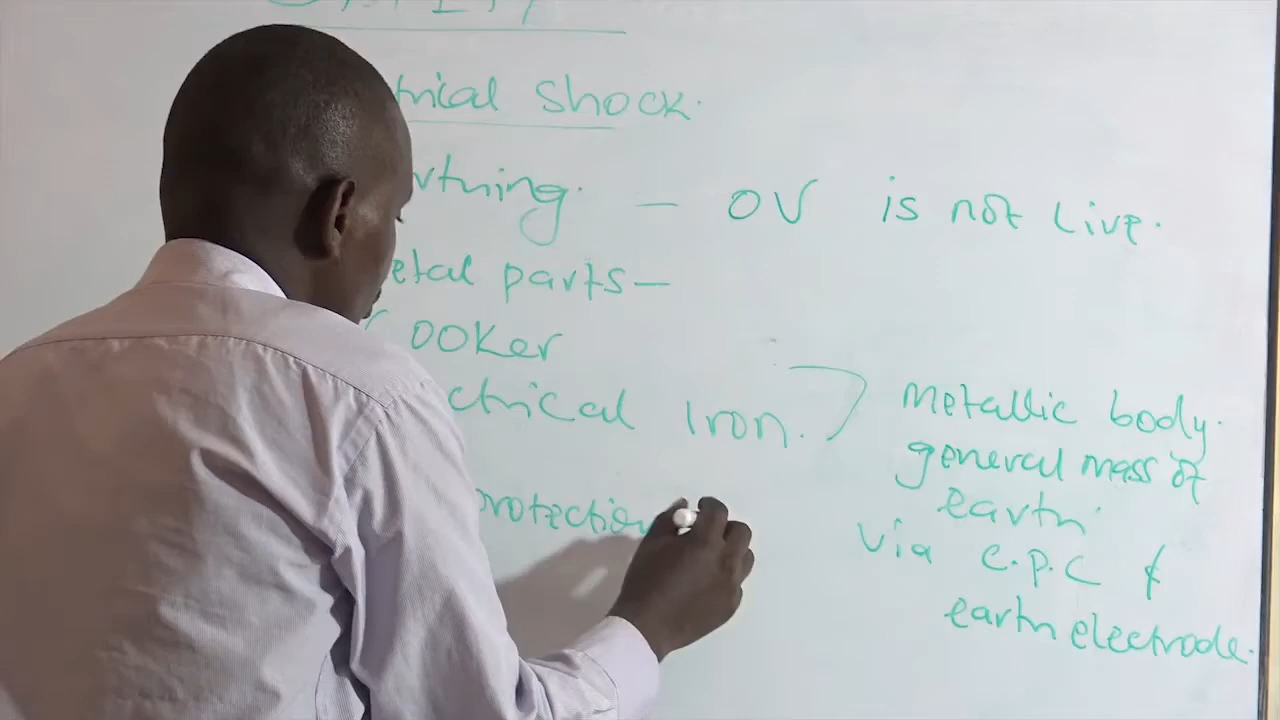 trical shock.
rthing. — OV is not Live.
etal parts —
ooker
ctrical Iron.
metallic body.
general mass of
earth.
via c.p.c &
earth electrode.
protection